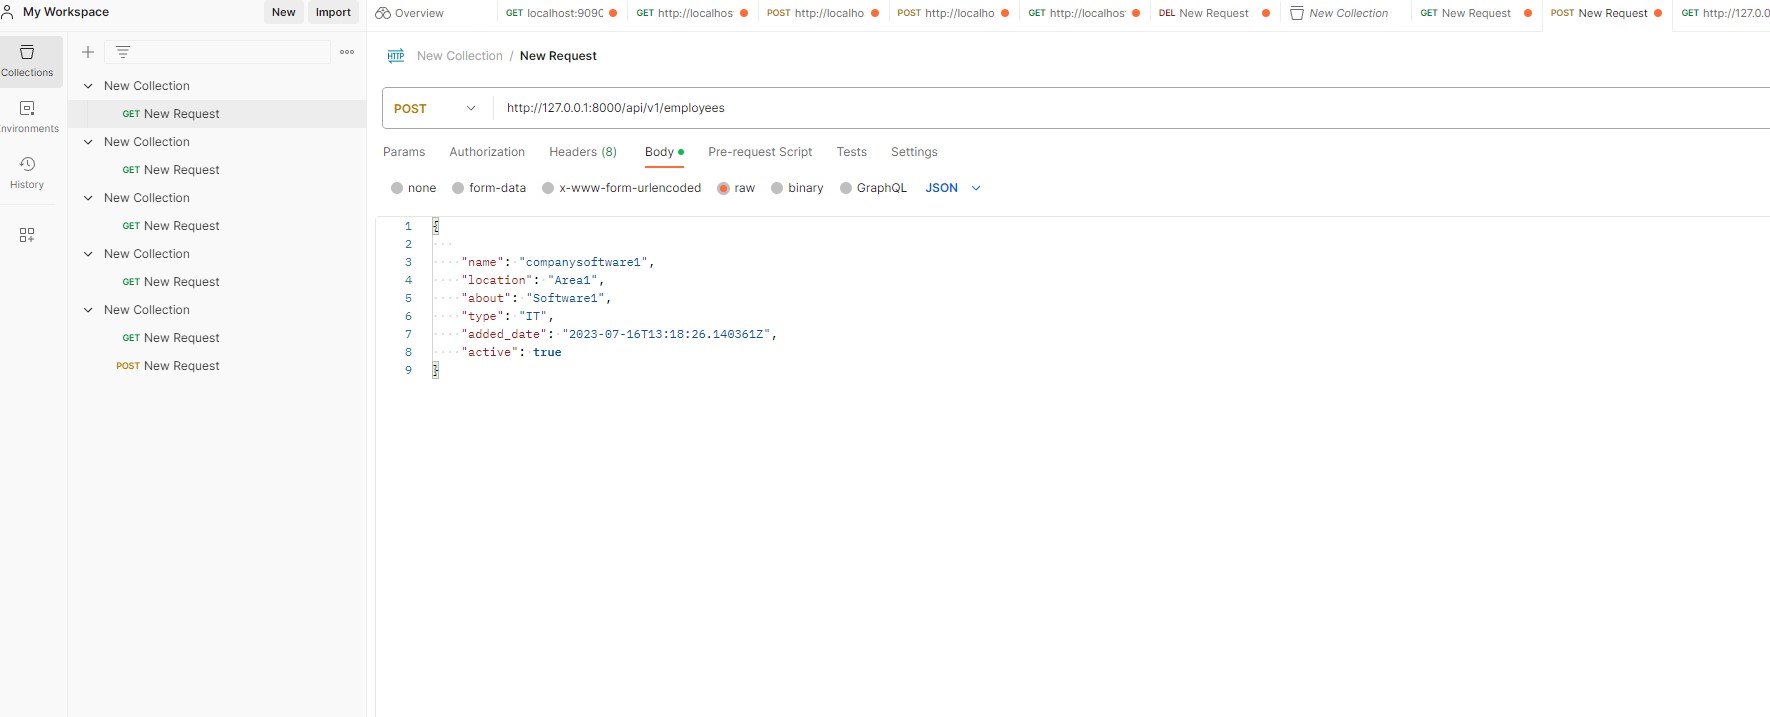 My Workspace
New
Import
Overview
GET localhost:909
GET http://localhos
POST http://localho
POST http://localho
GET http://localhos
DEL New Request
New Collection
GET New Request
POST New Request
GET http://127.0.0
Collections
nvironments
History
New Collection
GET New Request
New Collection
GET New Request
New Collection
GET New Request
New Collection
GET New Request
New Collection
GET New Request
POST New Request
HTTP New Collection / New Request
POST http://127.0.0.1:8000/api/v1/employees
Params Authorization Headers (8) Body Pre-request Script Tests Settings
none form-data x-www-form-urlencoded raw binary GraphQL JSON
1 {
2
3 "name": "companysoftware1",
4 "location": "Area1",
5 "about": "Software1",
6 "type": "IT",
7 "added_date": "2023-07-16T13:18:26.140361Z",
8 "active": true
9 }